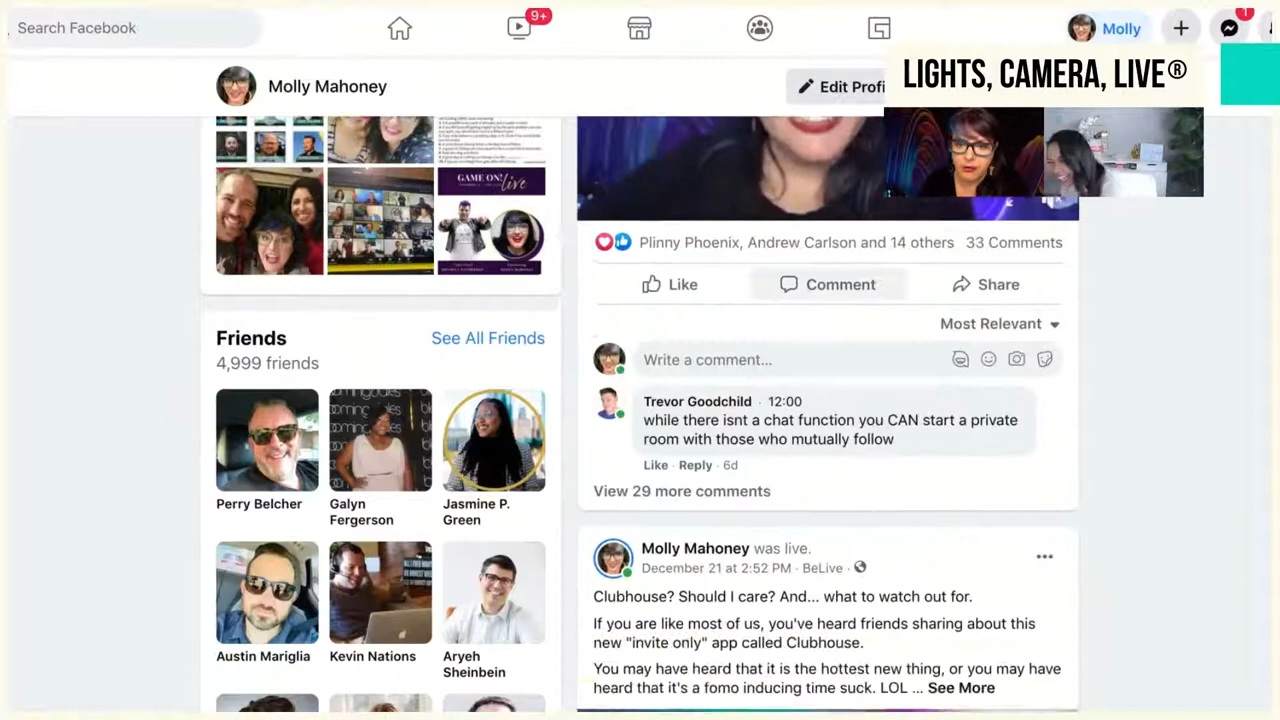 Search Facebook
9+
Molly
1
Molly Mahoney
Edit Profi
LIGHTS, CAMERA, LIVE®
GAME ON!
live
Plinny Phoenix, Andrew Carlson and 14 others 33 Comments
Like Comment Share
Most Relevant
Write a comment...
Trevor Goodchild · 12:00
while there isnt a chat function you CAN start a private
room with those who mutually follow
Like · Reply · 6d
View 29 more comments
Friends
See All Friends
4,999 friends
Perry Belcher
Galyn
Fergerson
Jasmine P.
Green
Austin Mariglia
Kevin Nations
Aryeh
Sheinbein
Molly Mahoney was live.
December 21 at 2:52 PM · BeLive ·
Clubhouse? Should I care? And... what to watch out for.
If you are like most of us, you've heard friends sharing about this
new "invite only" app called Clubhouse.
You may have heard that it is the hottest new thing, or you may have
heard that it's a fomo inducing time suck. LOL ... See More